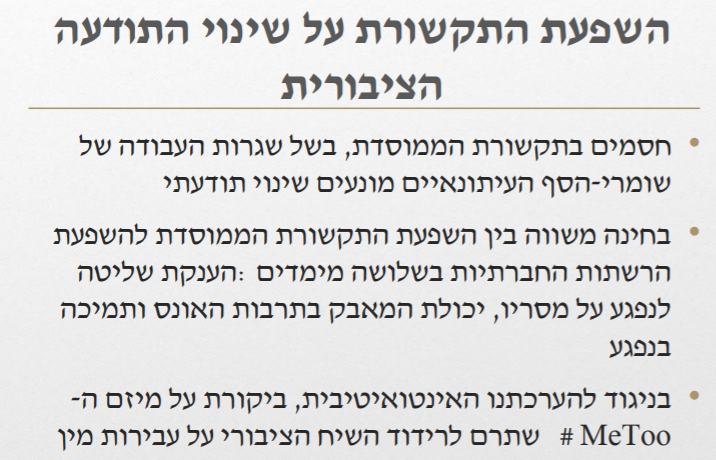 השפעת התקשורת על שינוי התודעה
הציבורית
• חסמים בתקשורת הממוסדת, בשל שגרות העבודה של
שומרי-הסף העיתונאיים מונעים שינוי תודעתי
• בחינה משווה בין השפעת התקשורת הממוסדת להשפעת
הרשתות החברתיות בשלושה מימדים :הענקת שליטה
לנפגע על מסריו, יכולת המאבק בתרבות האונס ותמיכה
בנפגע
• בניגוד להערכתנו האינטואיטיבית, ביקורת על מיזם ה-
MeToo # שתרם לרידוד השיח הציבורי על עבירות מין